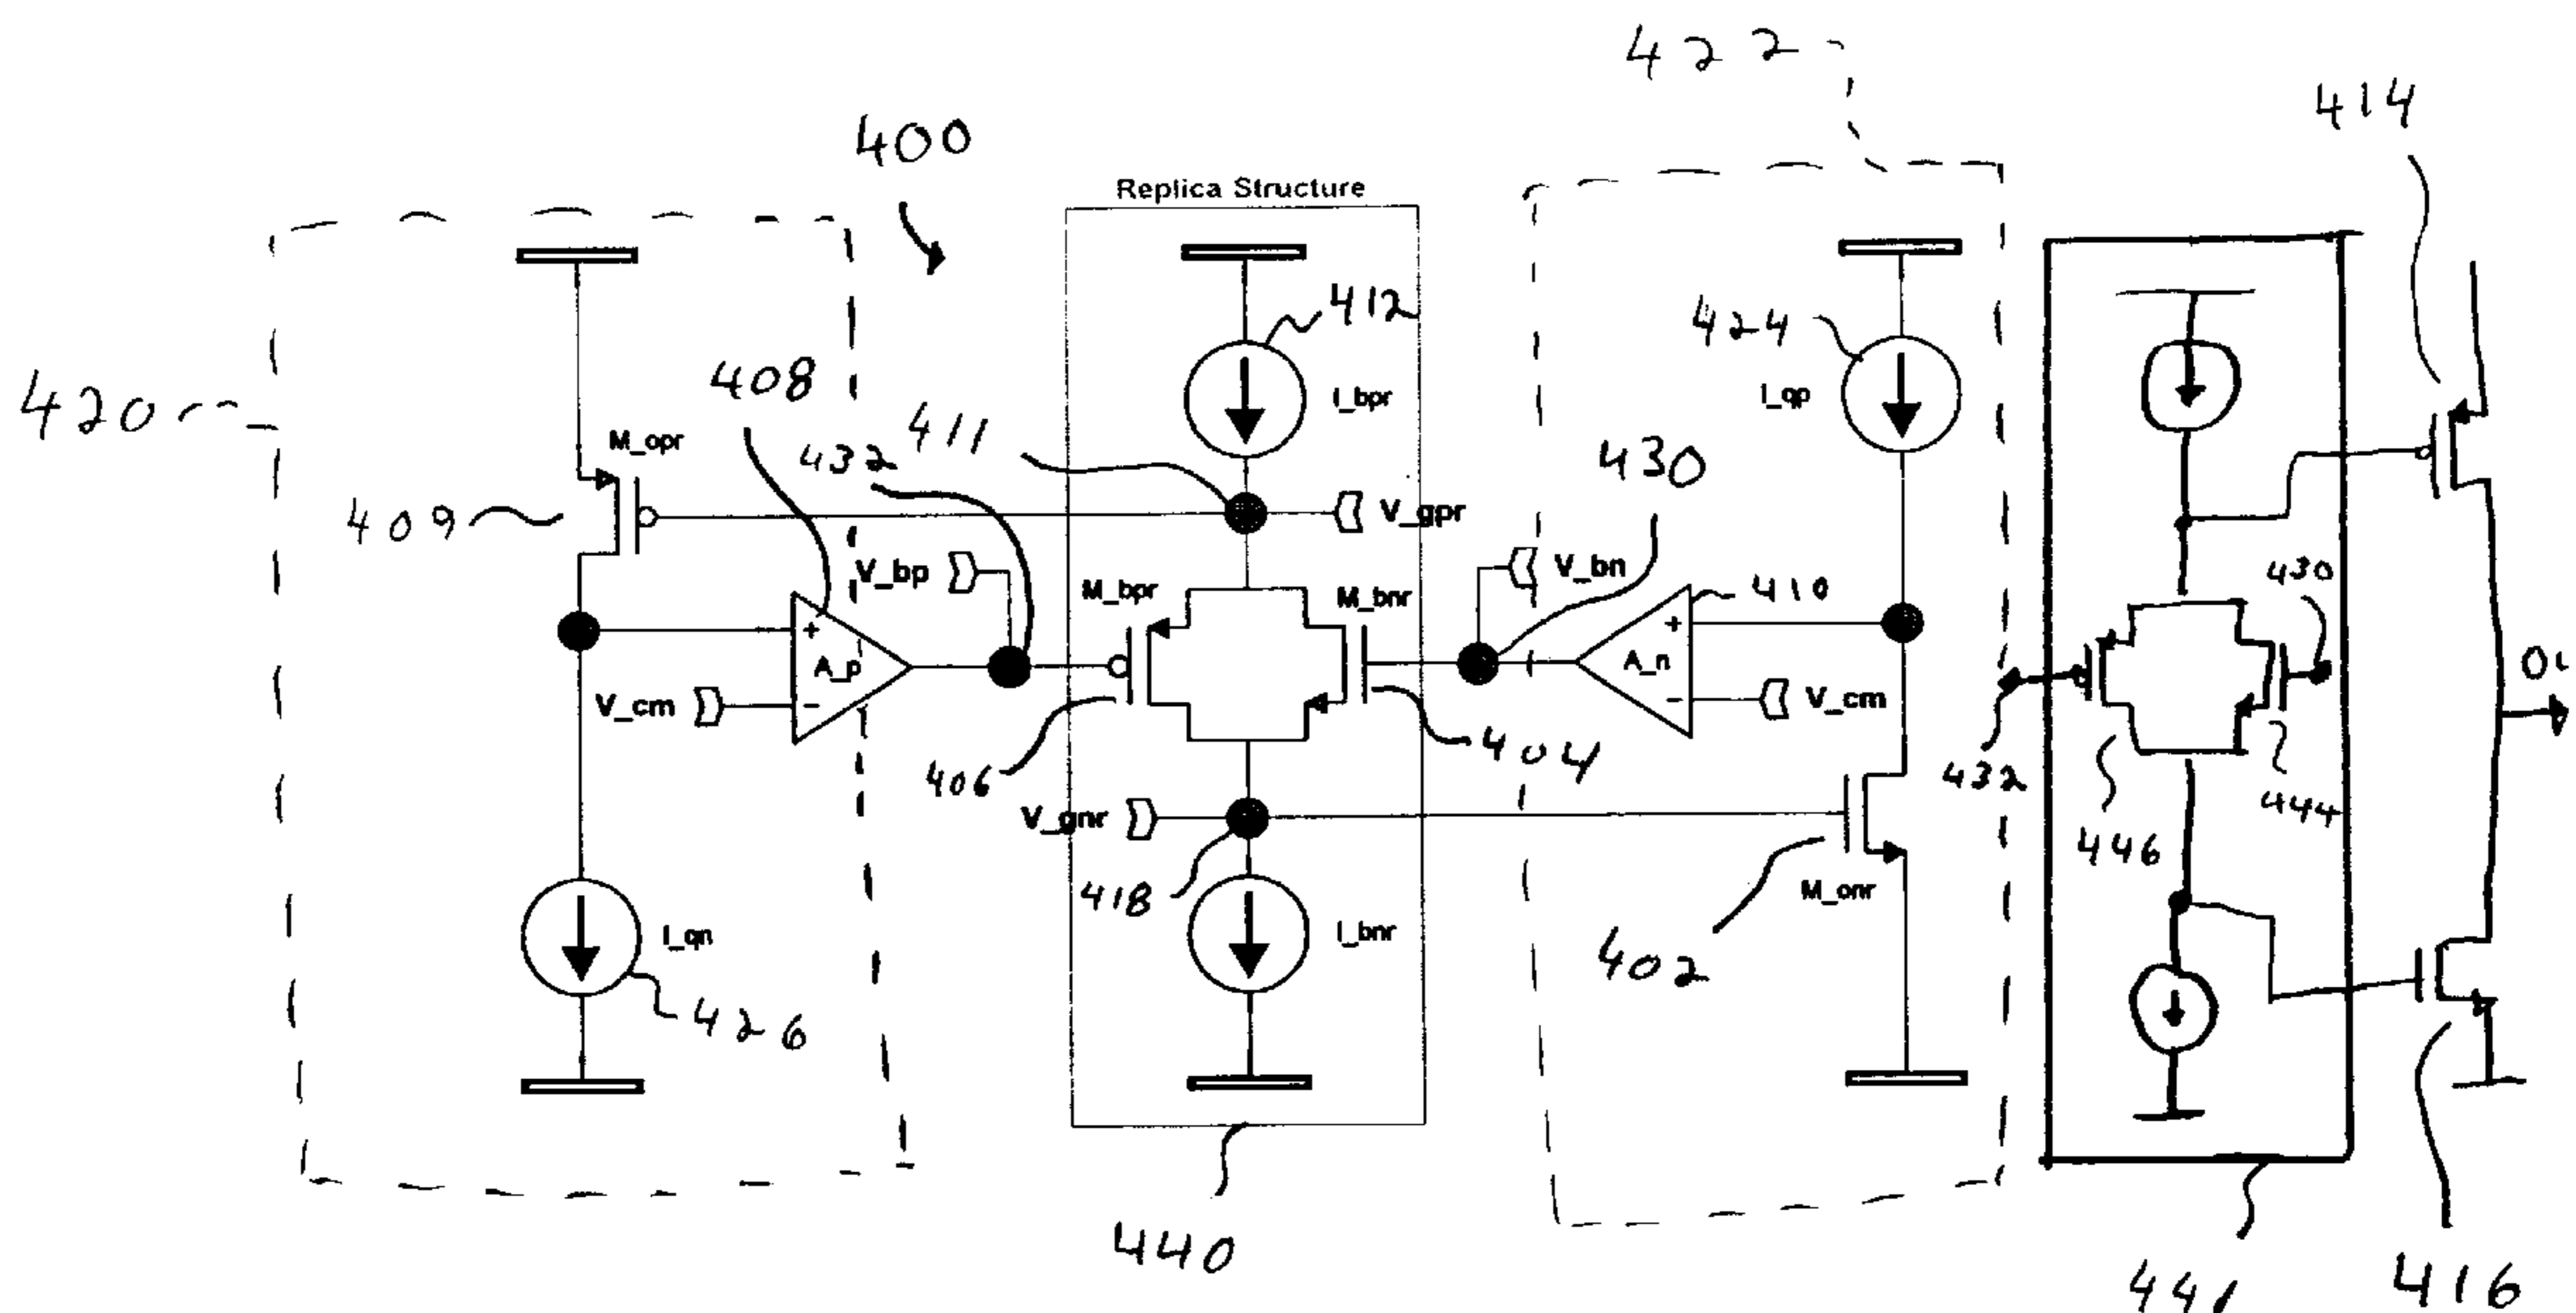 422
414
400
Replica Structure
412
424
I_bpr
I_qp
420
408
411
430
M_opr
432
409
V_gpr
V_bp
V_bn
430
M_bpr
M_bnr
410
+
+
A_p
A_n
V_cm
-
-
V_cm
406
404
432
444
446
V_gnr
418
M_onr
402
I_qn
I_bnr
426
440
416